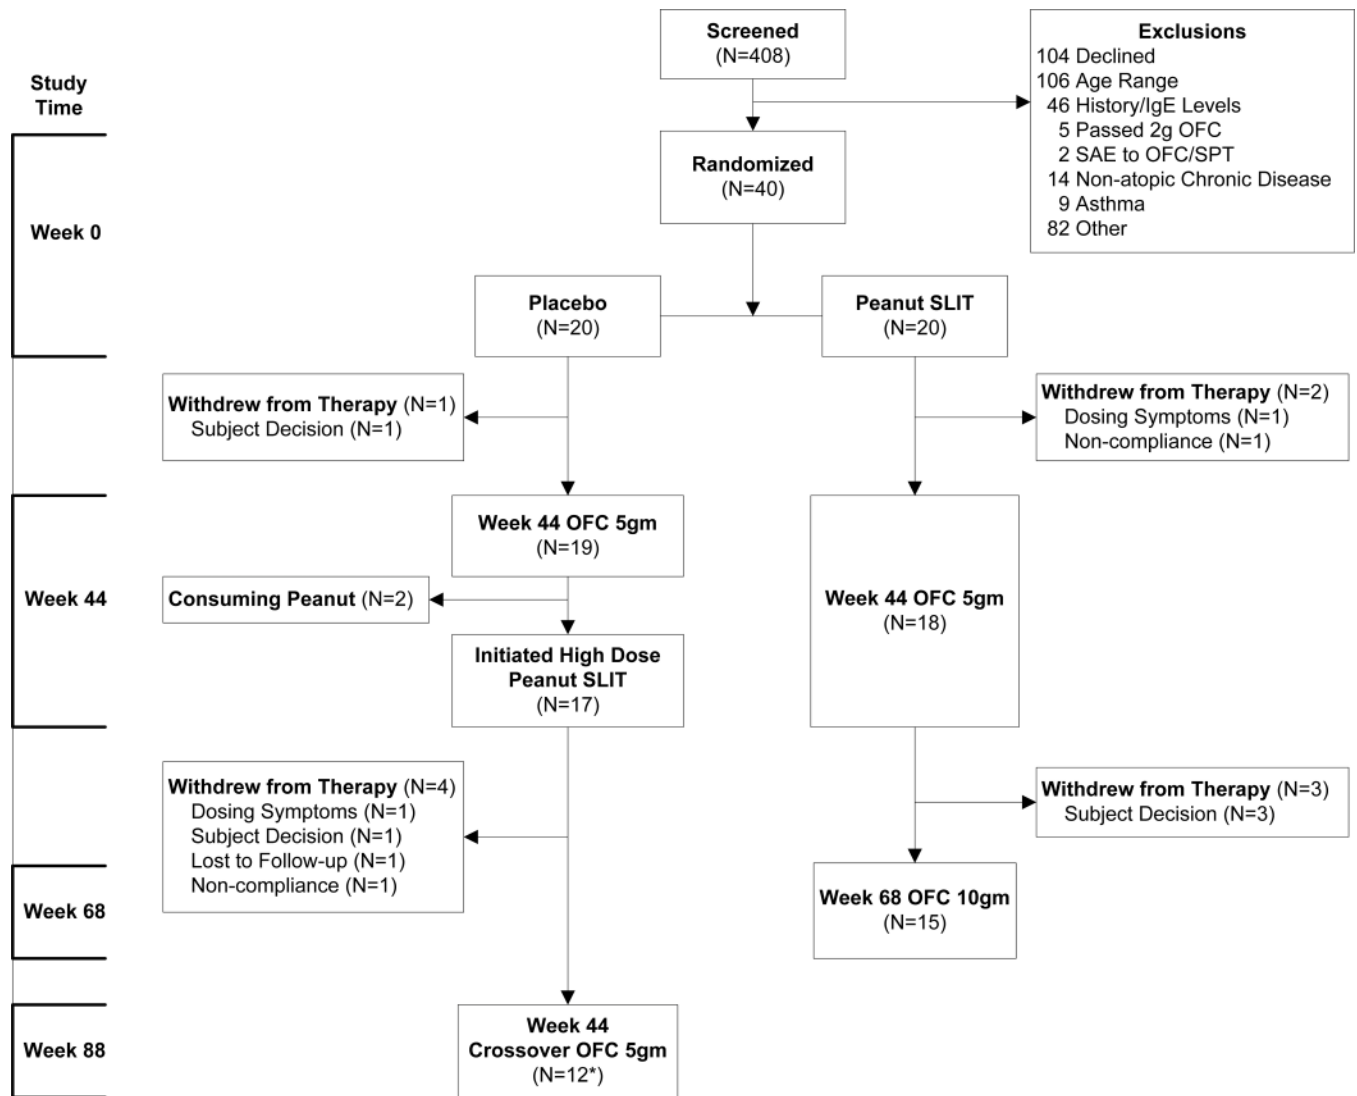 Screened
(N=408)
Exclusions
104 Declined
106 Age Range
46 History/IgE Levels
5 Passed 2g OFC
2 SAE to OFC/SPT
14 Non-atopic Chronic Disease
9 Asthma
82 Other
Study
Time
Randomized
(N=40)
Week 0
Placebo
(N=20)
Peanut SLIT
(N=20)
Withdrew from Therapy (N=1)
Subject Decision (N=1)
Withdrew from Therapy (N=2)
Dosing Symptoms (N=1)
Non-compliance (N=1)
Week 44 OFC 5gm
(N=19)
Week 44
Consuming Peanut (N=2)
Week 44 OFC 5gm
(N=18)
Initiated High Dose
Peanut SLIT
(N=17)
Withdrew from Therapy (N=4)
Dosing Symptoms (N=1)
Subject Decision (N=1)
Lost to Follow-up (N=1)
Non-compliance (N=1)
Withdrew from Therapy (N=3)
Subject Decision (N=3)
Week 68
Week 68 OFC 10gm
(N=15)
Week 88
Week 44
Crossover OFC 5gm
(N=12*)